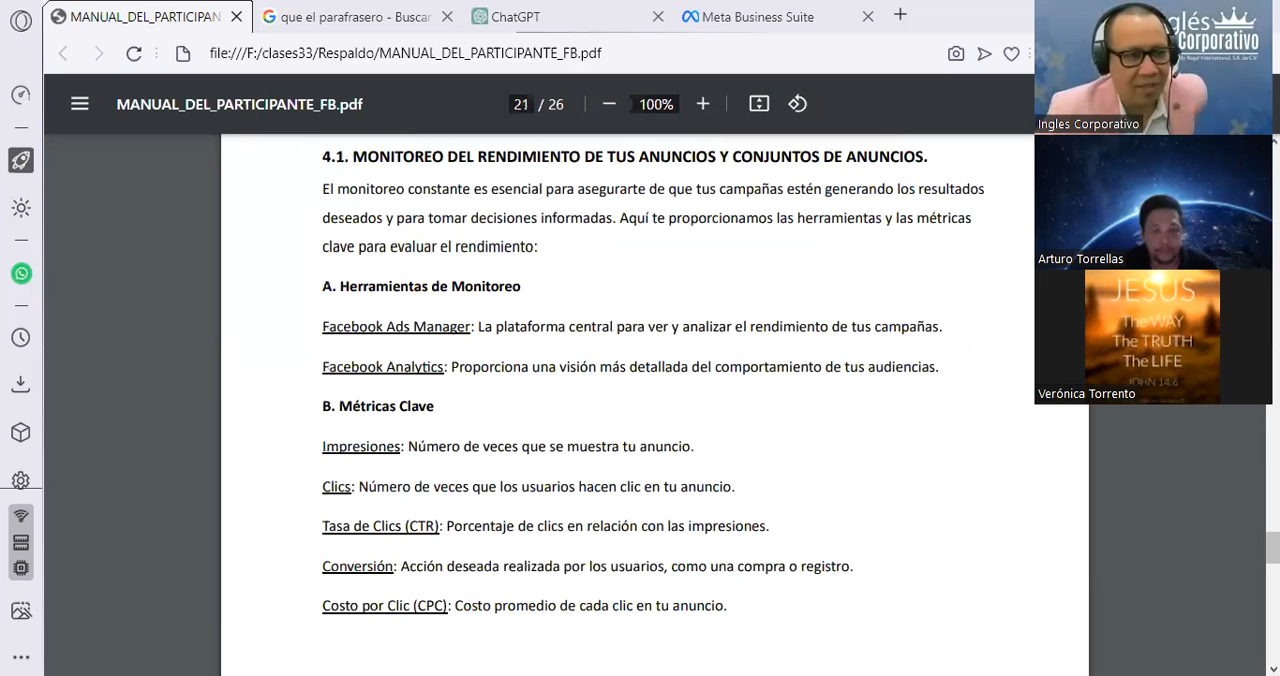 MANUAL_DEL_PARTICIPAN
que el parafrasero - Buscar
ChatGPT
Meta Business Suite
file:///F:/clases33/Respaldo/MANUAL_DEL_PARTICIPANTE_FB.pdf
MANUAL_DEL_PARTICIPANTE_FB.pdf
21 / 26
100%
4.1. MONITOREO DEL RENDIMIENTO DE TUS ANUNCIOS Y CONJUNTOS DE ANUNCIOS.
El monitoreo constante es esencial para asegurarte de que tus campañas estén generando los resultados
deseados y para tomar decisiones informadas. Aquí te proporcionamos las herramientas y las métricas
clave para evaluar el rendimiento:
A. Herramientas de Monitoreo
Facebook Ads Manager: La plataforma central para ver y analizar el rendimiento de tus campañas.
Facebook Analytics: Proporciona una visión más detallada del comportamiento de tus audiencias.
B. Métricas Clave
Impresiones: Número de veces que se muestra tu anuncio.
Clics: Número de veces que los usuarios hacen clic en tu anuncio.
Tasa de Clics (CTR): Porcentaje de clics en relación con las impresiones.
Conversión: Acción deseada realizada por los usuarios, como una compra o registro.
Costo por Clic (CPC): Costo promedio de cada clic en tu anuncio.
glés
Corporativo
Ingles Corporativo
Arturo Torrellas
JESUS
The WAY
The TRUTH
The LIFE
JOHN 14:6
Verónica Torrento